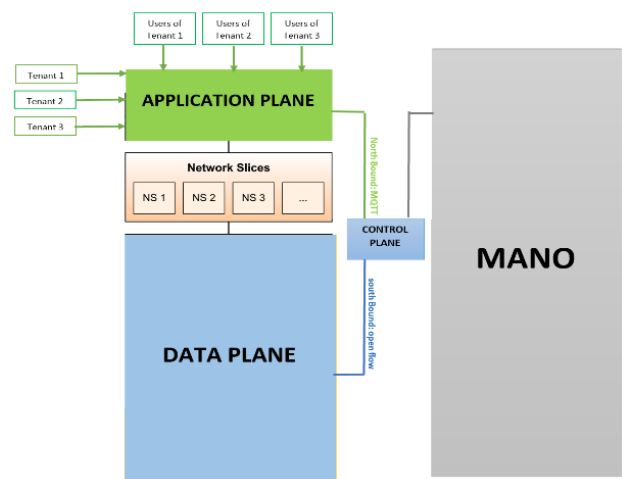 Users of
Tenant 1
Users of
Tenant 2
Users of
Tenant 3
Tenant 1
Tenant 2
Tenant 3
APPLICATION PLANE
Network Slices
NS 1
NS 2
NS 3
...
North Bound: MQTT
CONTROL
PLANE
MANO
DATA PLANE
south Bound: open flow